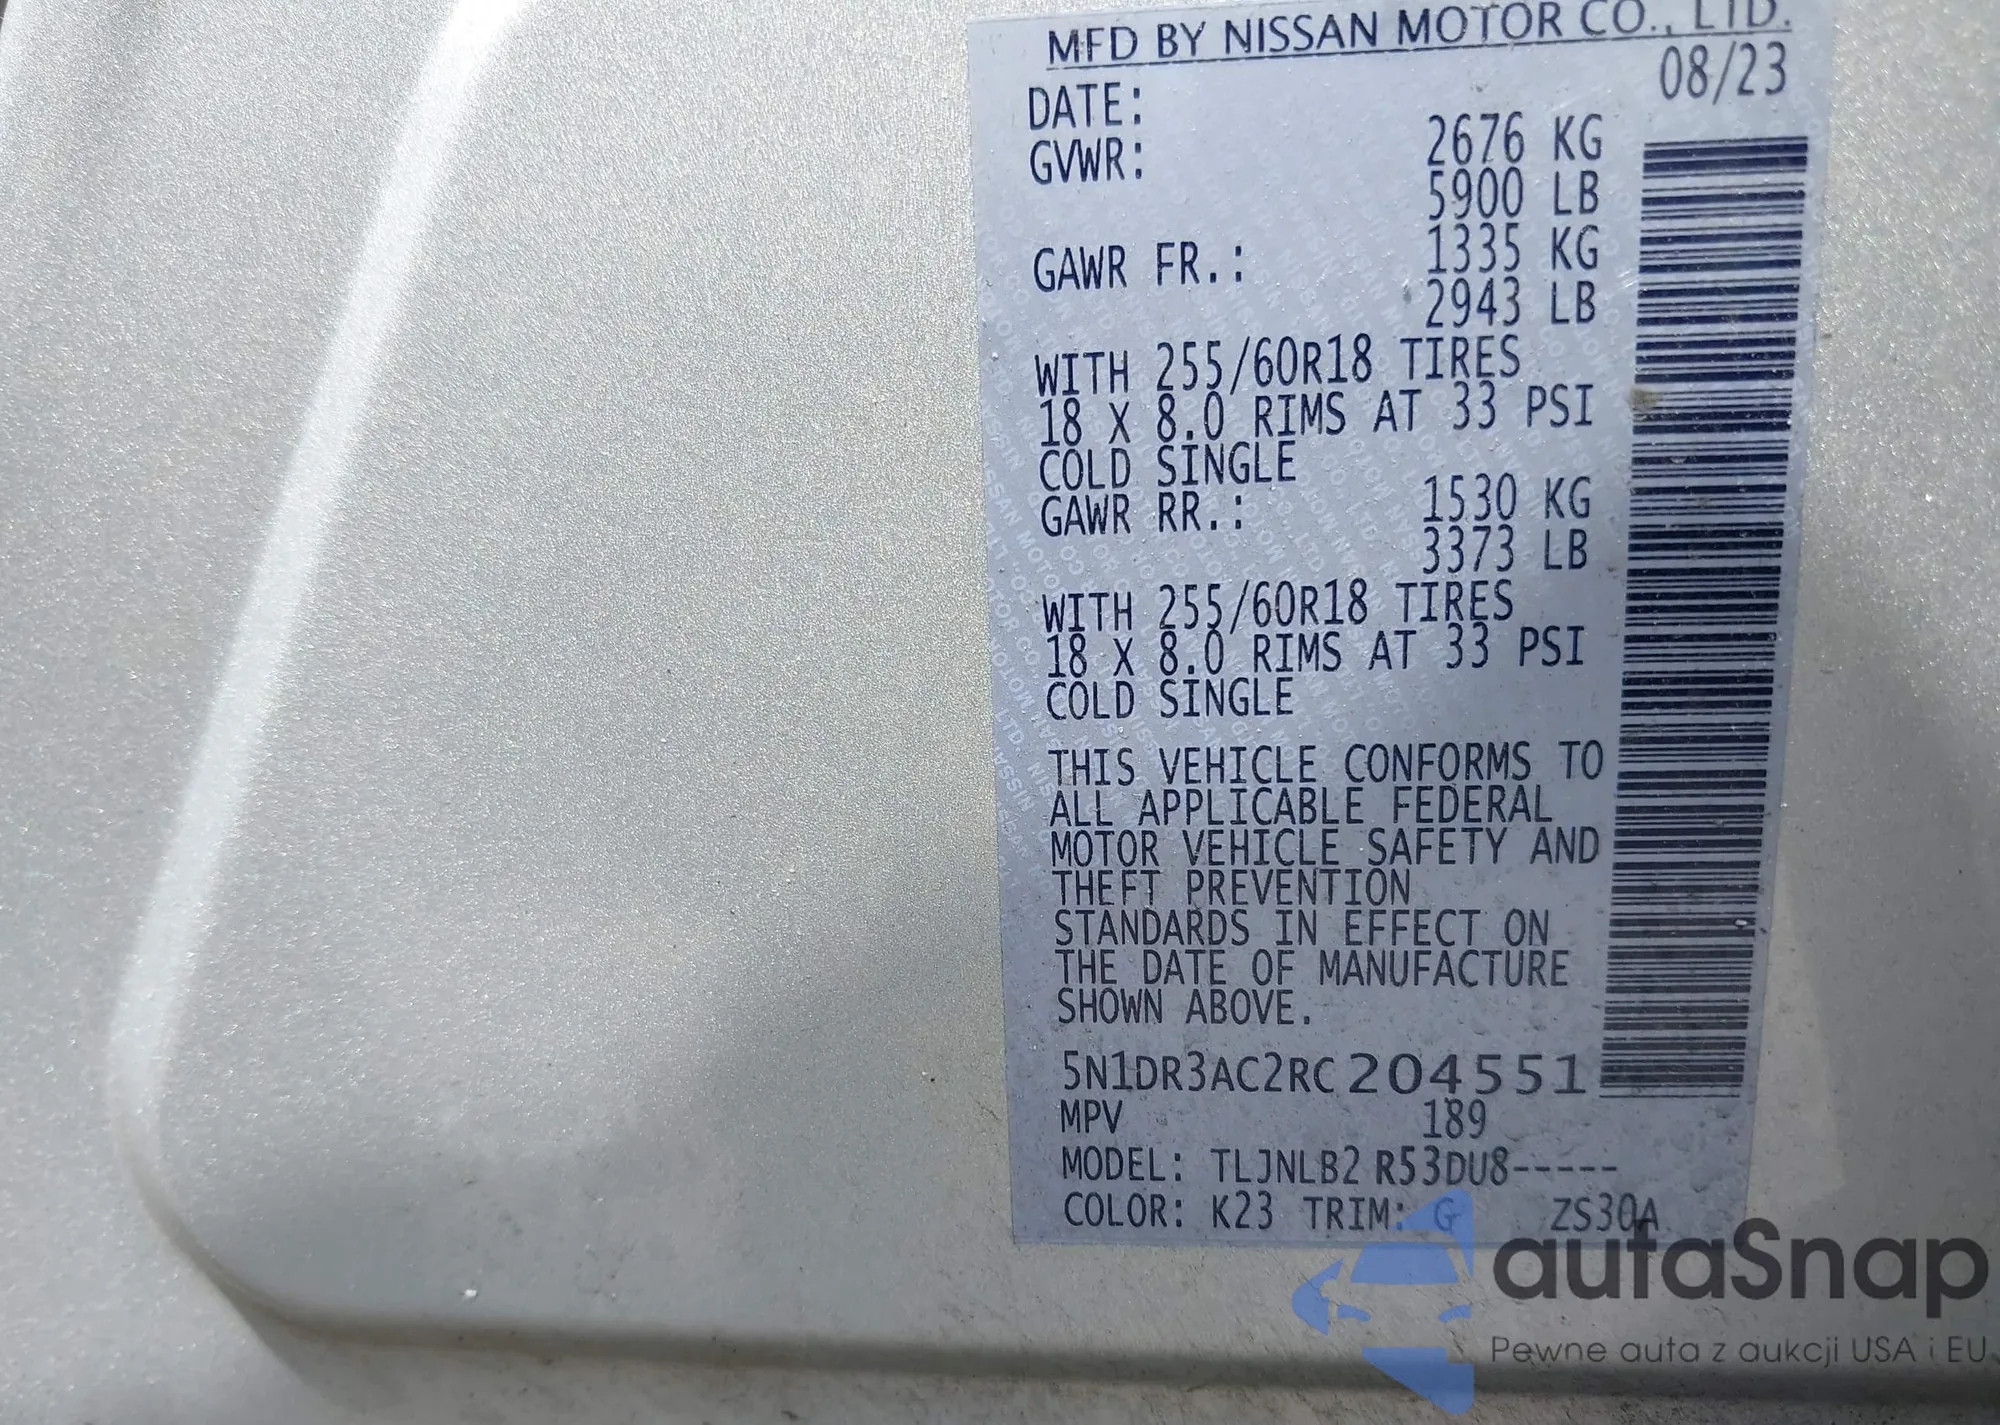 MFD BY NISSAN MOTOR CO., LTD.
DATE: 08/23
GVWR: 2676 KG
5900 LB
GAWR FR.: 1335 KG
2943 LB
WITH 255/60R18 TIRES
18 X 8.0 RIMS AT 33 PSI
COLD SINGLE
GAWR RR.: 1530 KG
3373 LB
WITH 255/60R18 TIRES
18 X 8.0 RIMS AT 33 PSI
COLD SINGLE
THIS VEHICLE CONFORMS TO
ALL APPLICABLE FEDERAL
MOTOR VEHICLE SAFETY AND
THEFT PREVENTION
STANDARDS IN EFFECT ON
THE DATE OF MANUFACTURE
SHOWN ABOVE.
5N1DR3AC2RC204551
MPV 189
MODEL: TLJNLB2 R53DU8-----
COLOR: K23 TRIM: G ZS30A
autaSnap
Pewne auta z aukcji USA i EU